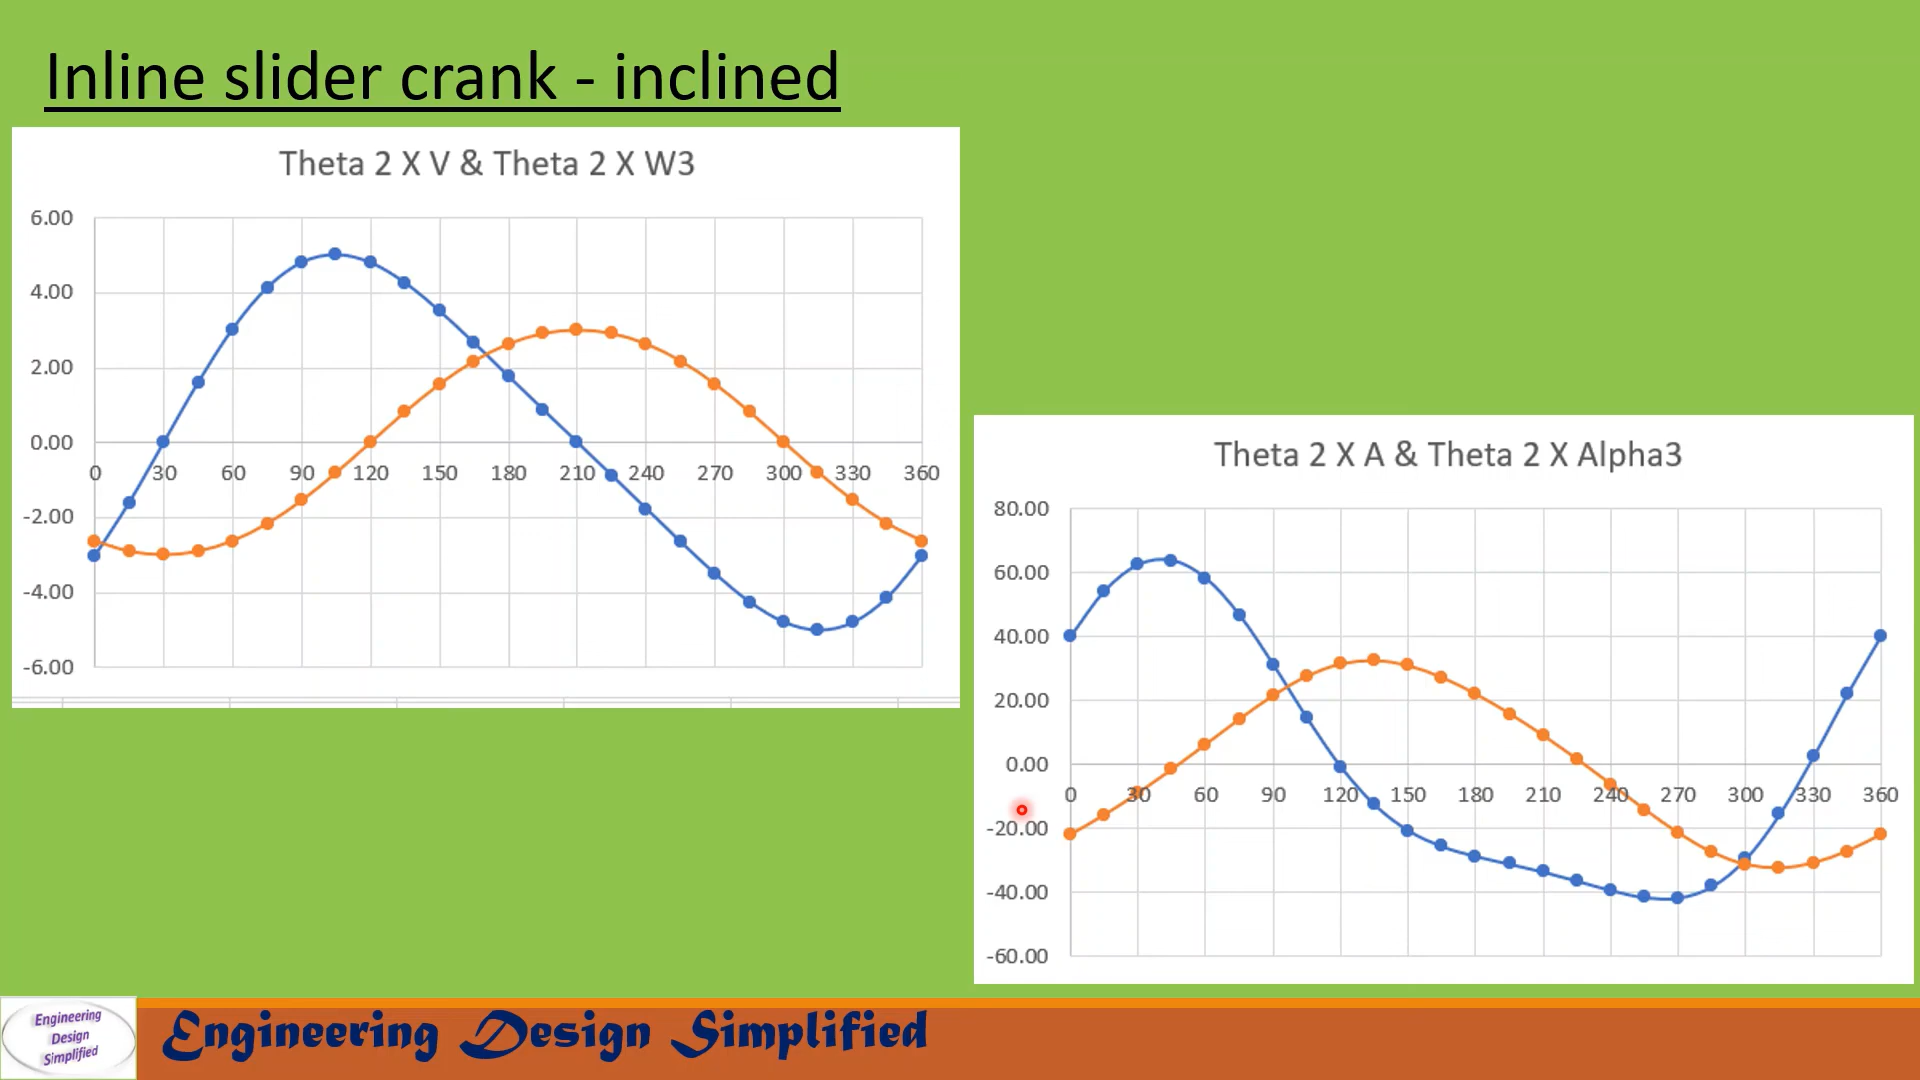 Inline slider crank - inclined
Theta 2 X V & Theta 2 X W3
6.00
4.00
2.00
0.00
-2.00
-4.00
-6.00
0 30 60 90 120 150 180 210 240 270 300 330 360
Theta 2 X A & Theta 2 X Alpha3
80.00
60.00
40.00
20.00
0.00
-20.00
-40.00
-60.00
0 30 60 90 120 150 180 210 240 270 300 330 360
Engineering
Design
Simplified
Engineering Design Simplified